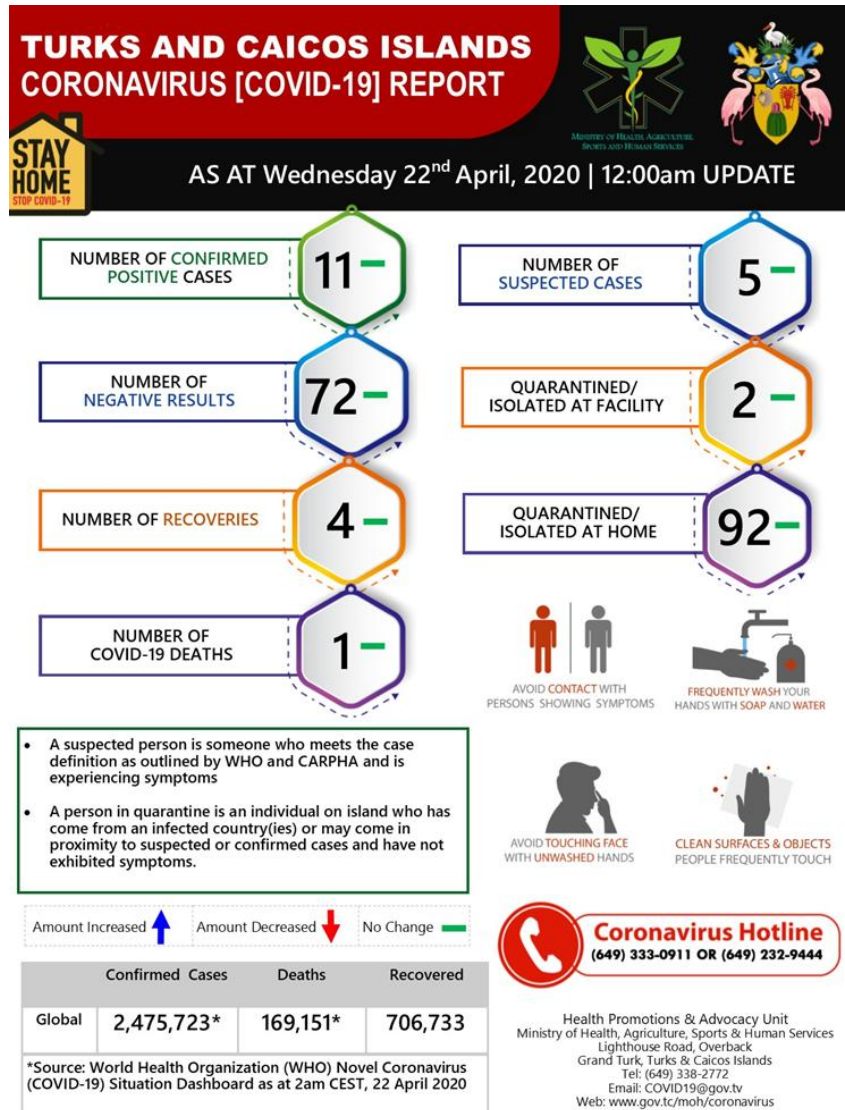 TURKS AND CAICOS ISLANDS
CORONAVIRUS [COVID-19] REPORT
MINISTRY OF HEALTH, AGRICULTURE,
SPORTS AND HUMAN SERVICES
STAY
HOME
STOP COVID-19
AS AT Wednesday 22nd April, 2020 | 12:00am UPDATE
NUMBER OF CONFIRMED
POSITIVE CASES
11
NUMBER OF
SUSPECTED CASES
5
NUMBER OF
NEGATIVE RESULTS
72
QUARANTINED/
ISOLATED AT FACILITY
2
NUMBER OF RECOVERIES
4
QUARANTINED/
ISOLATED AT HOME
92
NUMBER OF
COVID-19 DEATHS
1
AVOID CONTACT WITH
PERSONS SHOWING SYMPTOMS
FREQUENTLY WASH YOUR
HANDS WITH SOAP AND WATER
• A suspected person is someone who meets the case
definition as outlined by WHO and CARPHA and is
experiencing symptoms
• A person in quarantine is an individual on island who has
come from an infected country(ies) or may come in
proximity to suspected or confirmed cases and have not
exhibited symptoms.
AVOID TOUCHING FACE
WITH UNWASHED HANDS
CLEAN SURFACES & OBJECTS
PEOPLE FREQUENTLY TOUCH
Amount Increased
Amount Decreased
No Change
Coronavirus Hotline
(649) 333-0911 OR (649) 232-9444
Confirmed Cases Deaths Recovered
Global 2,475,723* 169,151* 706,733
*Source: World Health Organization (WHO) Novel Coronavirus
(COVID-19) Situation Dashboard as at 2am CEST, 22 April 2020
Health Promotions & Advocacy Unit
Ministry of Health, Agriculture, Sports & Human Services
Lighthouse Road, Overback
Grand Turk, Turks & Caicos Islands
Tel: (649) 338-2772
Email: COVID19@gov.tv
Web: www.gov.tc/moh/coronavirus